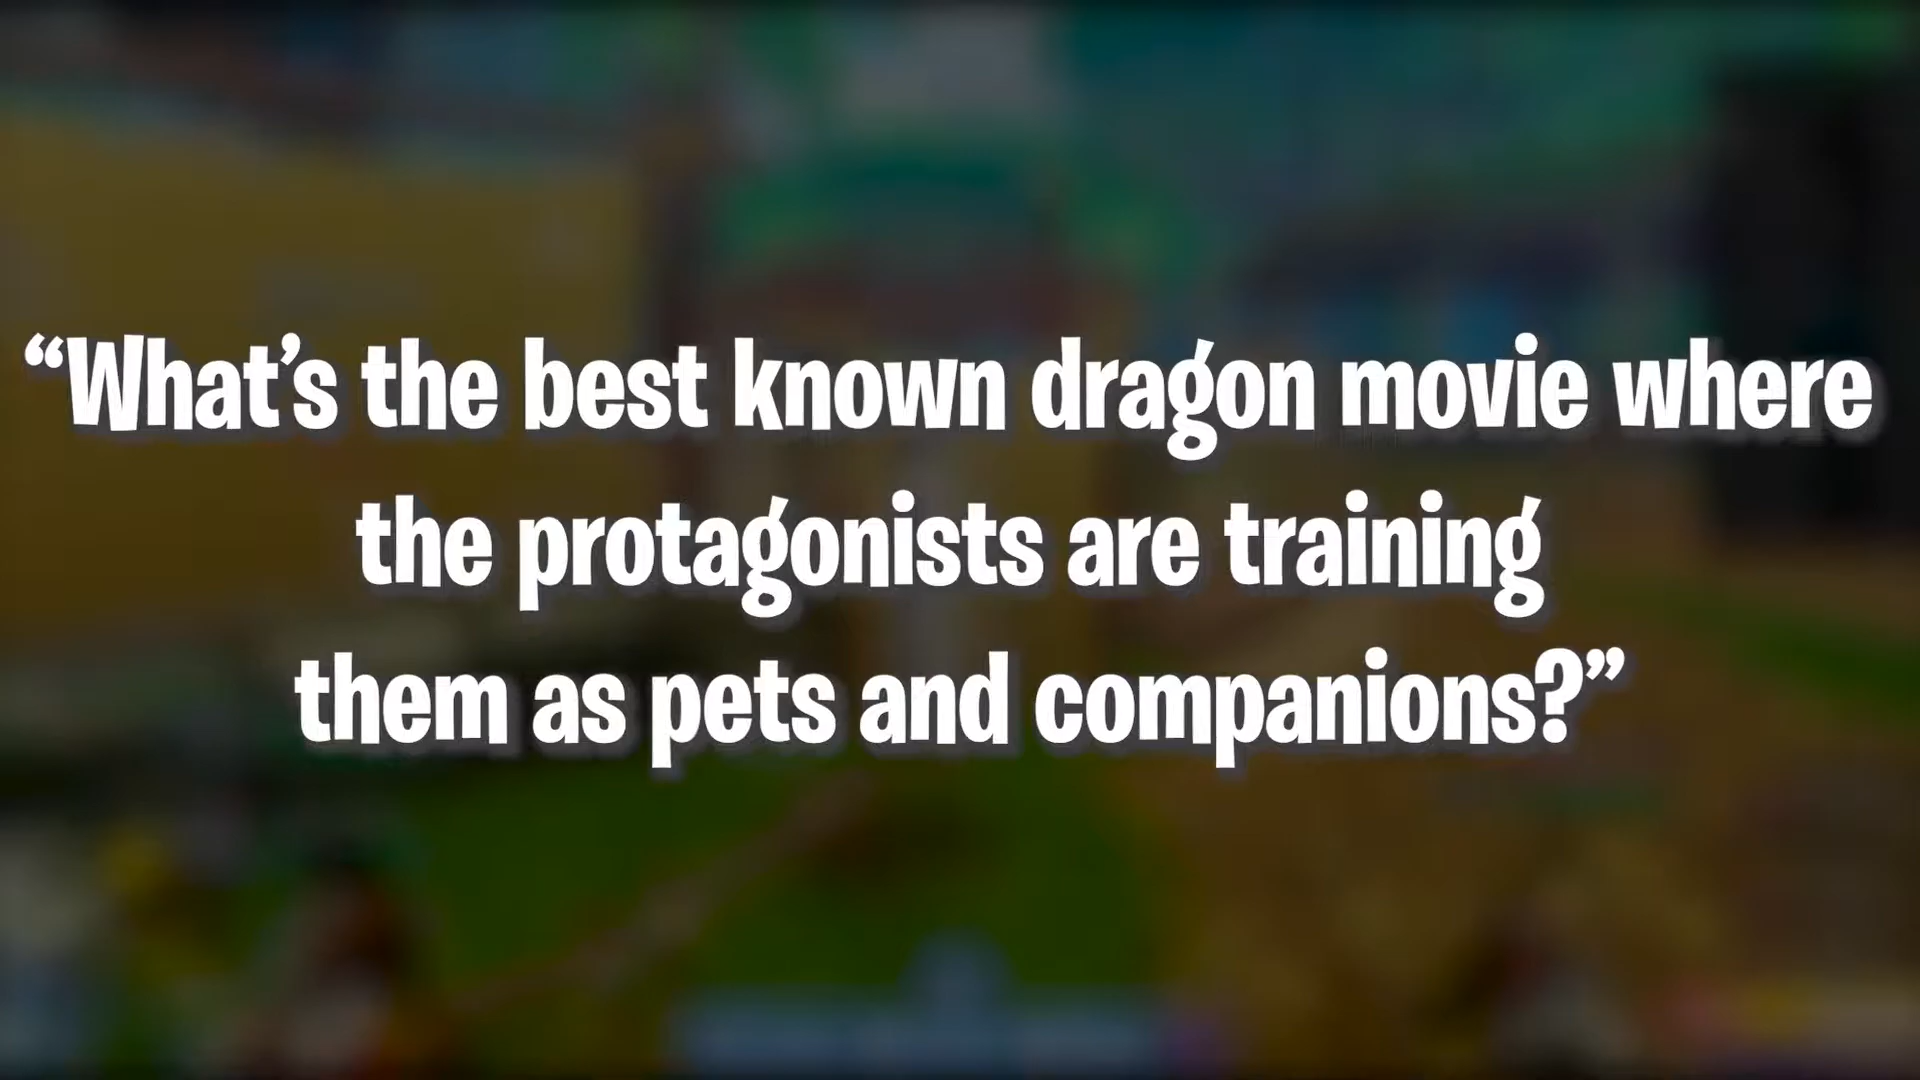 “What’s the best known dragon movie where
the protagonists are training
them as pets and companions?”